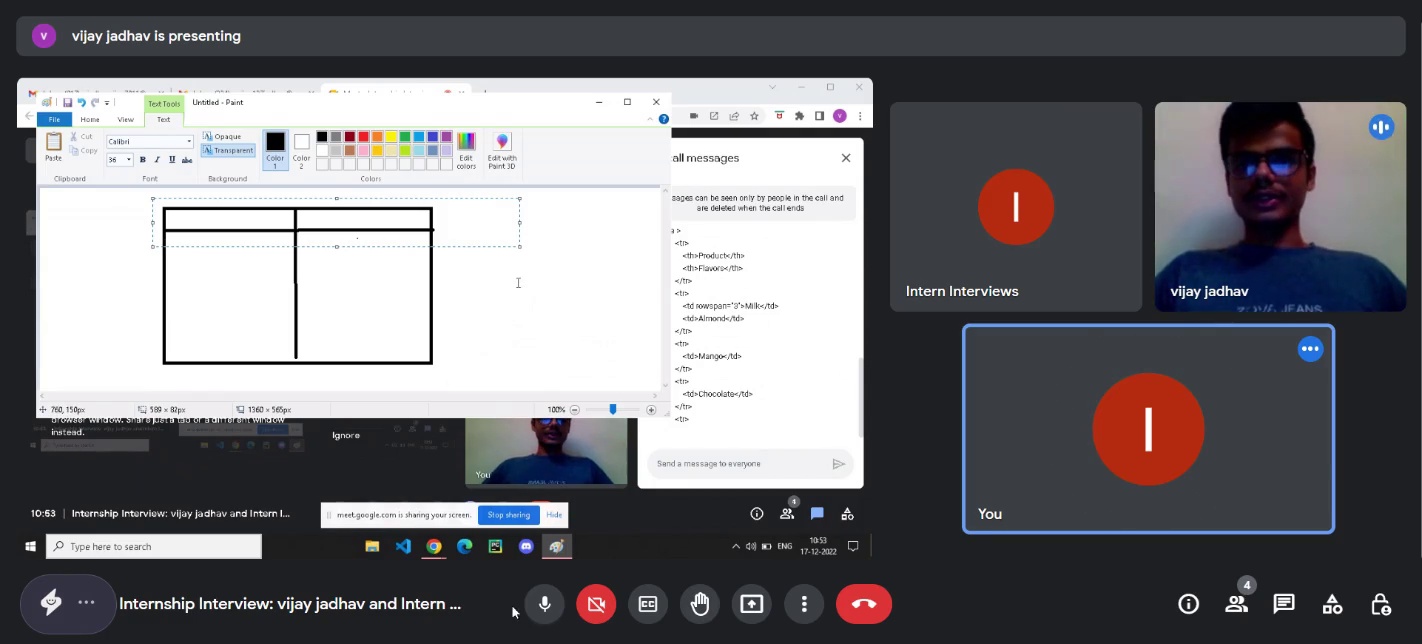 v vijay jadhav is presenting
Text Tools
Untitled - Paint
File Home View Text
Paste
Cut
Copy
Clipboard
Calibri
36
B I U abc
Font
Opaque
Transparent
Background
Color 1
Color 2
Colors
Edit colors
Edit with Paint 3D
760, 150px
589 × 82px
1360 × 565px
100%
all messages
sages can be seen only by people in the call and
are deleted when the call ends
<tr>
<th>Product</th>
<th>Flavors</th>
</tr>
<tr>
<td rowspan="3">Milk</td>
<td>Almond</td>
</tr>
<tr>
<td>Mango</td>
</tr>
<tr>
<td>Chocolate</td>
</tr>
<tr>
Send a message to everyone
browser window. Share just a tab or a different window
instead.
Ignore
You
10:53 | Internship Interview: vijay jadhav and Intern I...
meet.google.com is sharing your screen.
Stop sharing
Hide
4
Type here to search
ENG
10:53
17-12-2022
I
Intern Interviews
vijay jadhav
JEANS
I
You
Internship Interview: vijay jadhav and Intern ...
CC
4